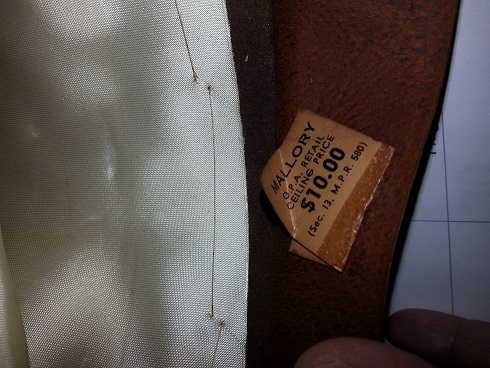 MALLORY
O.P.A. RETAIL
CEILING PRICE
$10.00
(Sec. 13, M.P.R. 580)